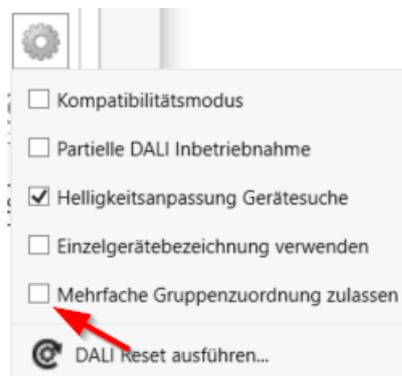 Kompatibilitätsmodus
Partielle DALI Inbetriebnahme
Helligkeitsanpassung Gerätesuche
Einzelgerätebezeichnung verwenden
Mehrfache Gruppenzuordnung zulassen
DALI Reset ausführen...